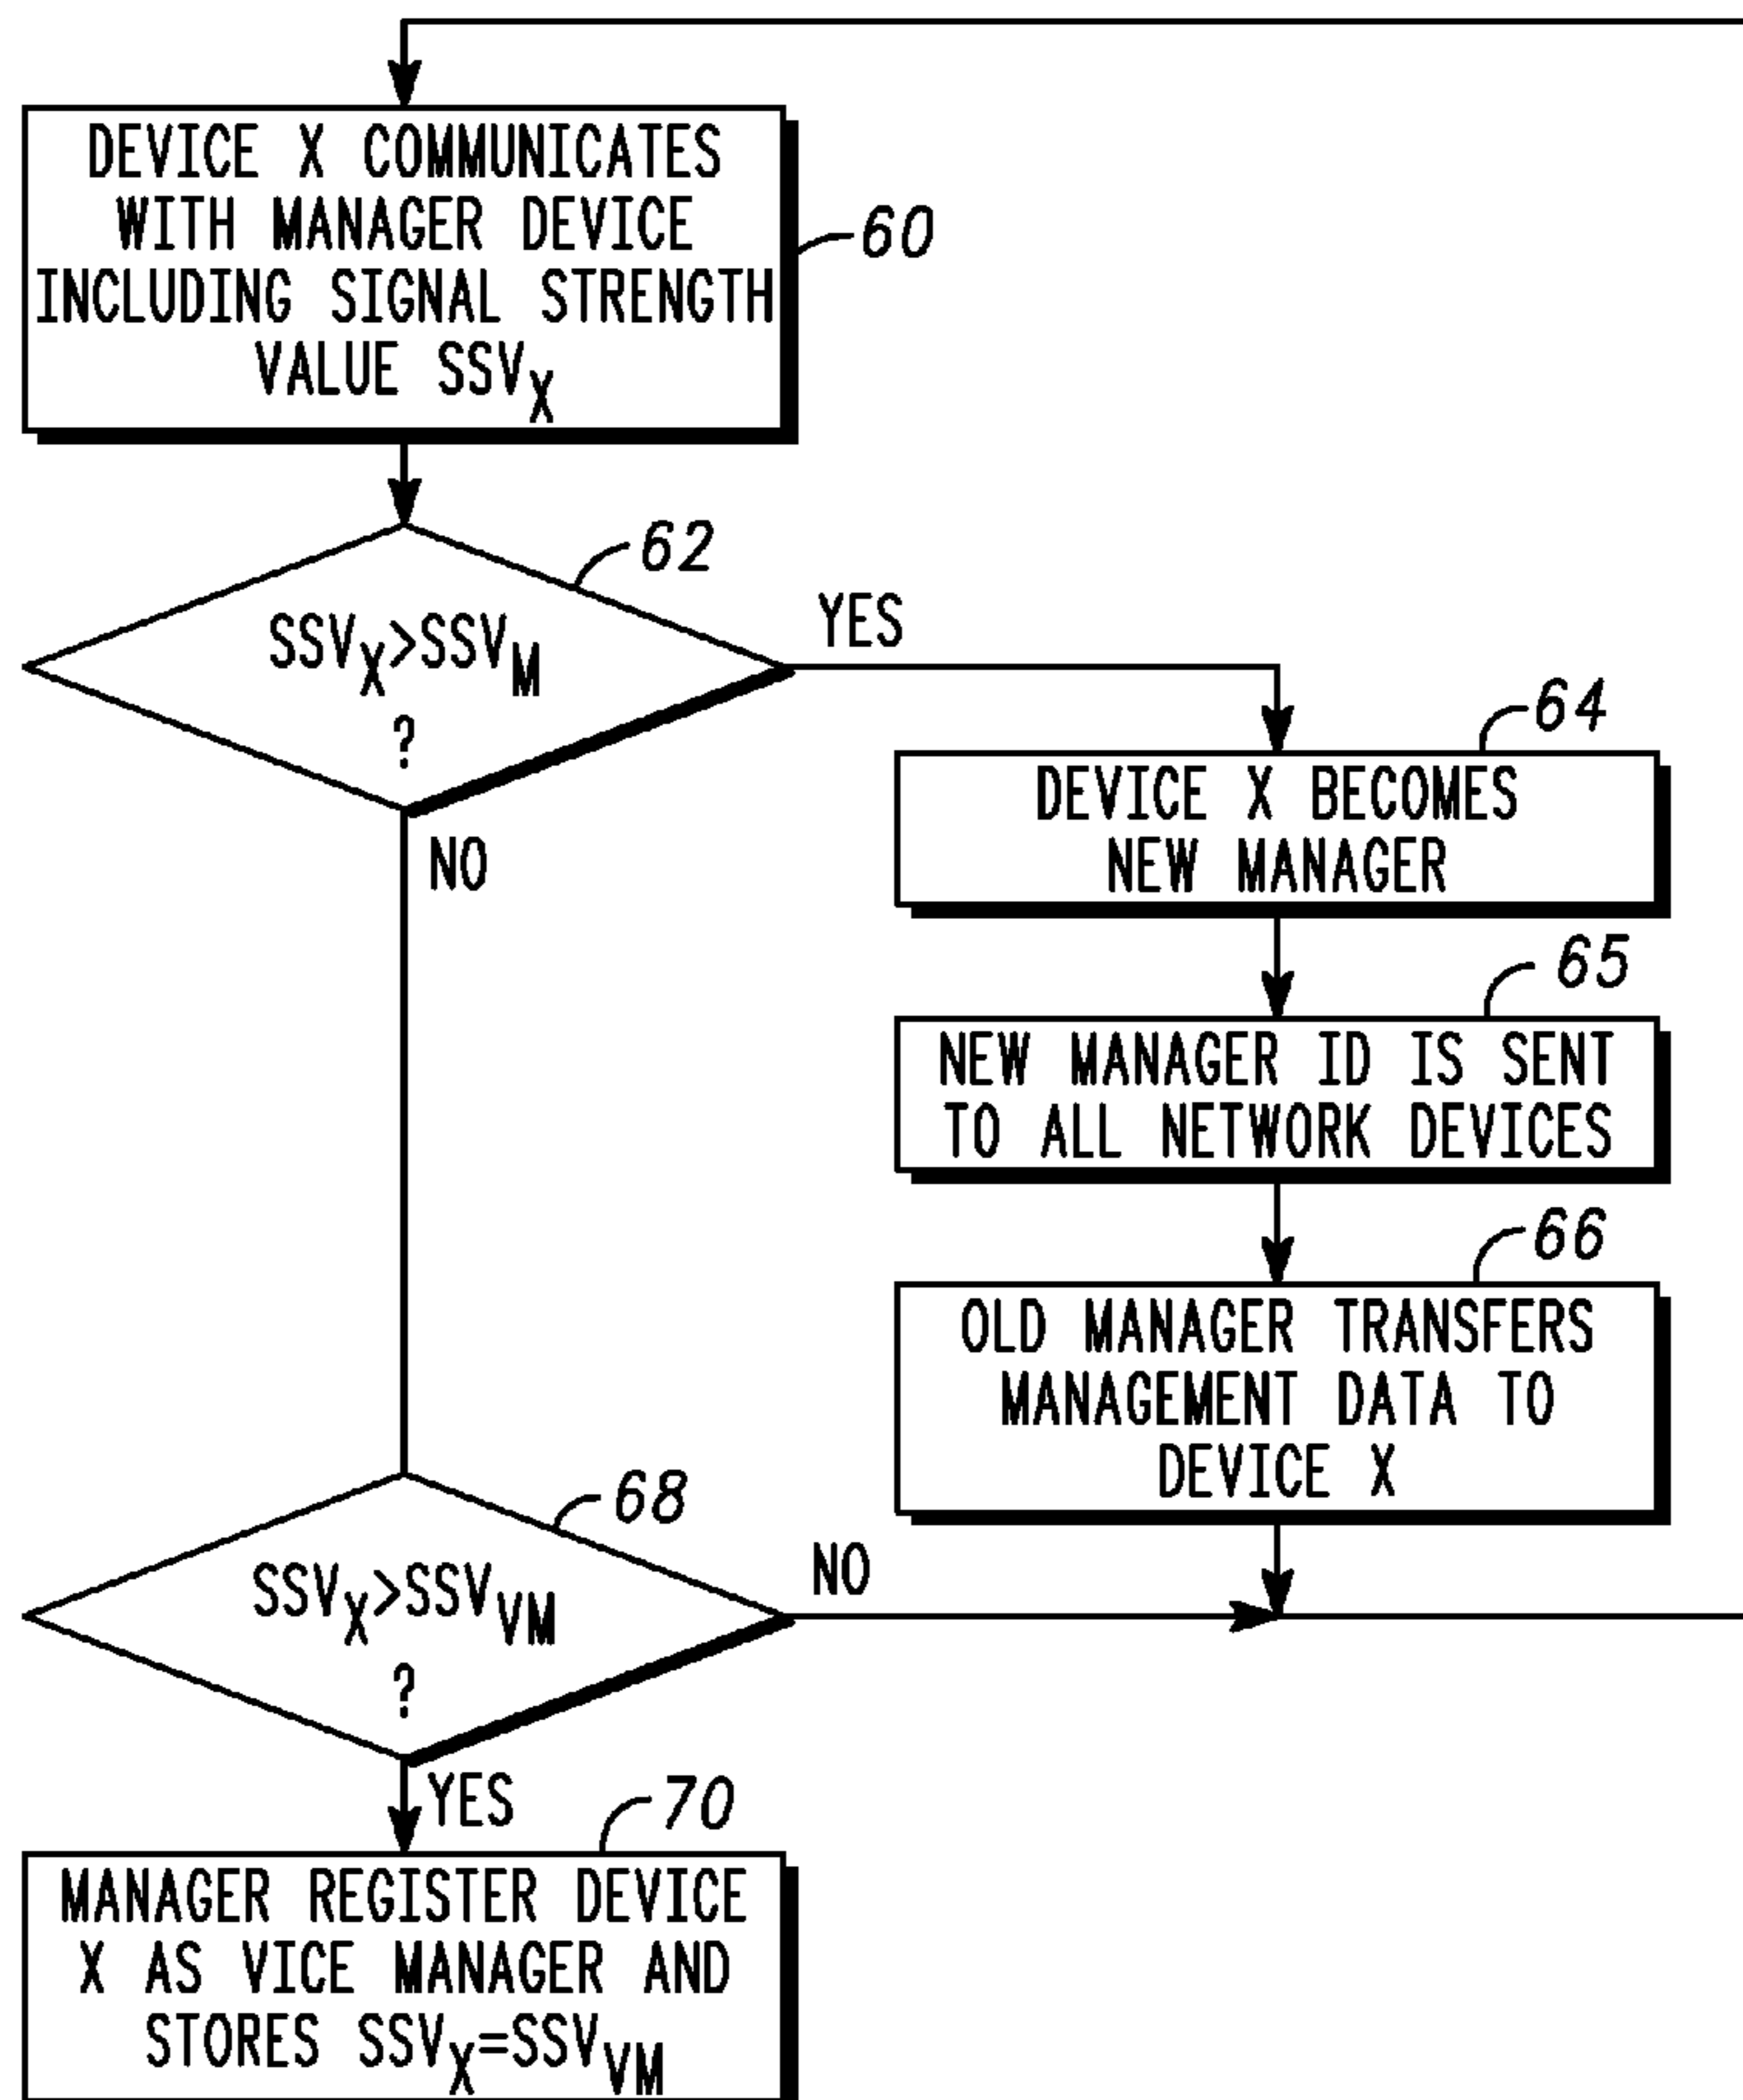 DEVICE X COMMUNICATES
WITH MANAGER DEVICE
INCLUDING SIGNAL STRENGTH
VALUE SSVX
60
62
SSVX>SSVM
?
YES
NO
64
DEVICE X BECOMES
NEW MANAGER
65
NEW MANAGER ID IS SENT
TO ALL NETWORK DEVICES
66
OLD MANAGER TRANSFERS
MANAGEMENT DATA TO
DEVICE X
68
SSVX>SSVVM
?
NO
YES
70
MANAGER REGISTER DEVICE
X AS VICE MANAGER AND
STORES SSVX=SSVVM